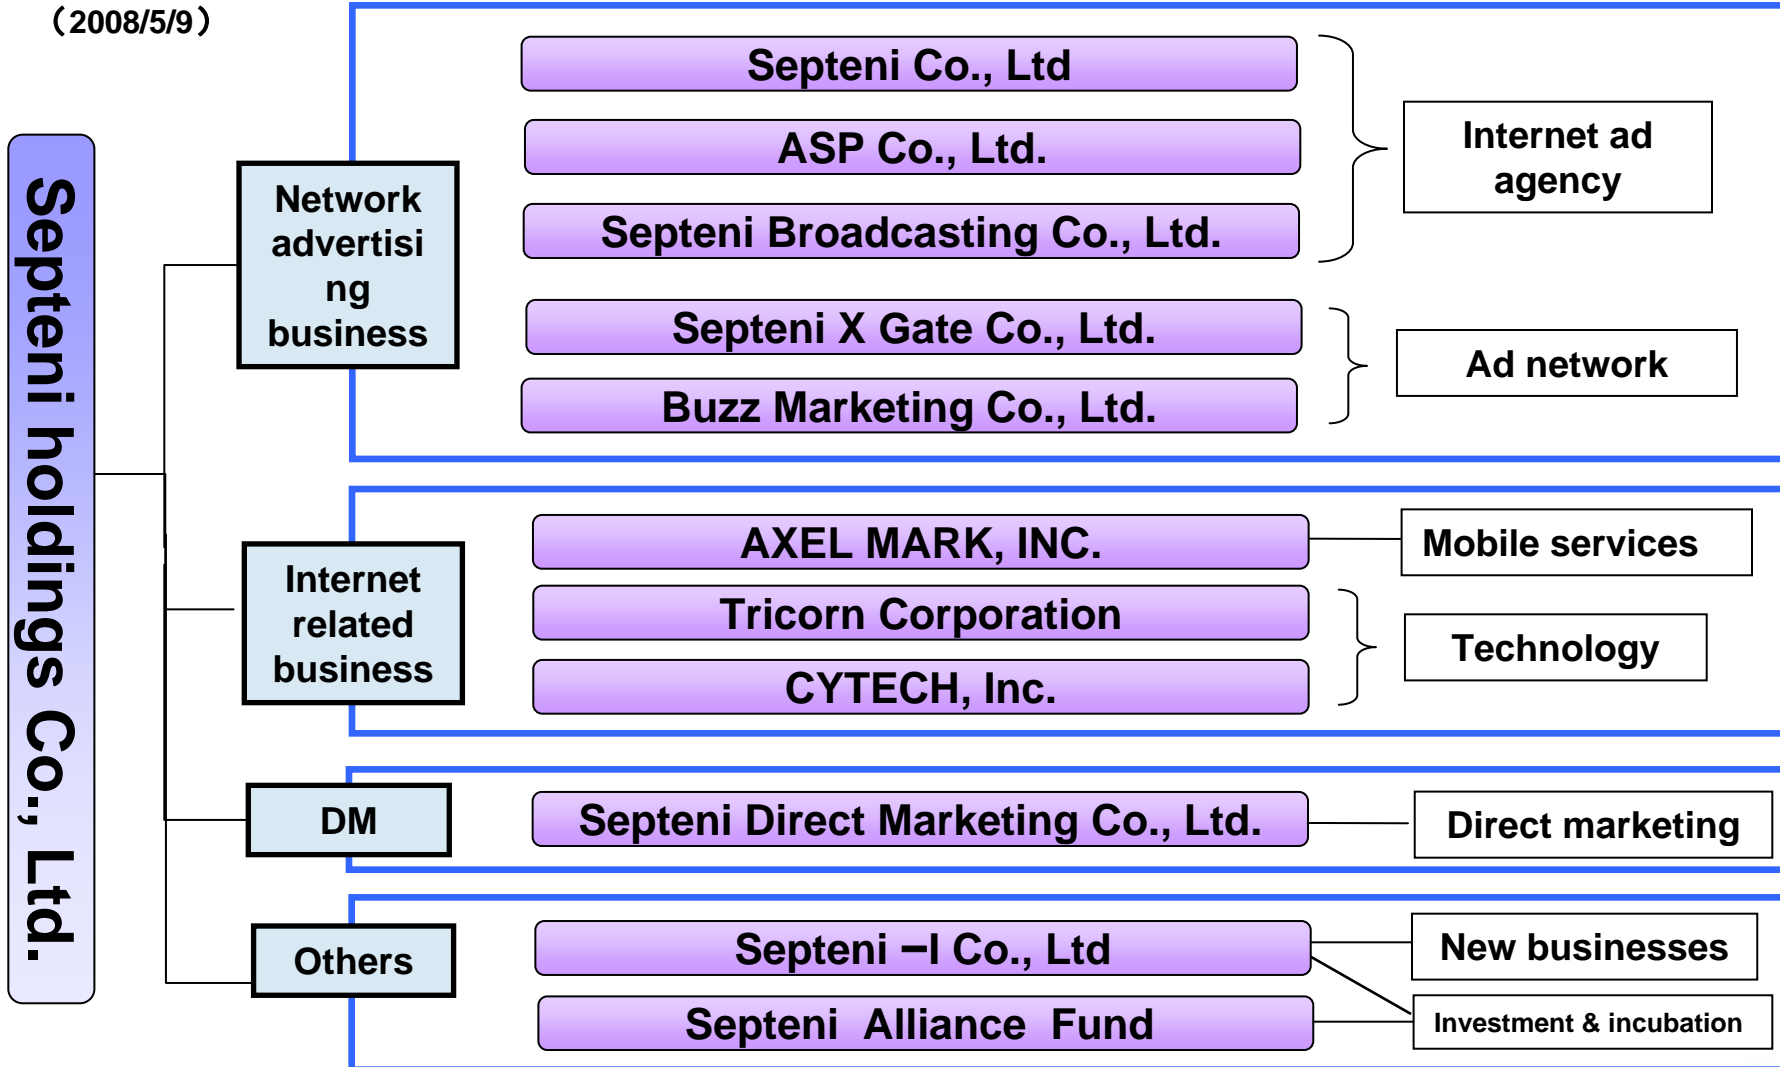 （2008/5/9）
Septeni holdings Co., Ltd.
Network
advertisi
ng
business
Septeni Co., Ltd
ASP Co., Ltd.
Septeni Broadcasting Co., Ltd.
Internet ad
agency
Septeni X Gate Co., Ltd.
Buzz Marketing Co., Ltd.
Ad network
Internet
related
business
AXEL MARK, INC.
Mobile services
Tricorn Corporation
CYTECH, Inc.
Technology
DM
Septeni Direct Marketing Co., Ltd.
Direct marketing
Others
Septeni －I Co., Ltd
New businesses
Septeni Alliance Fund
Investment & incubation